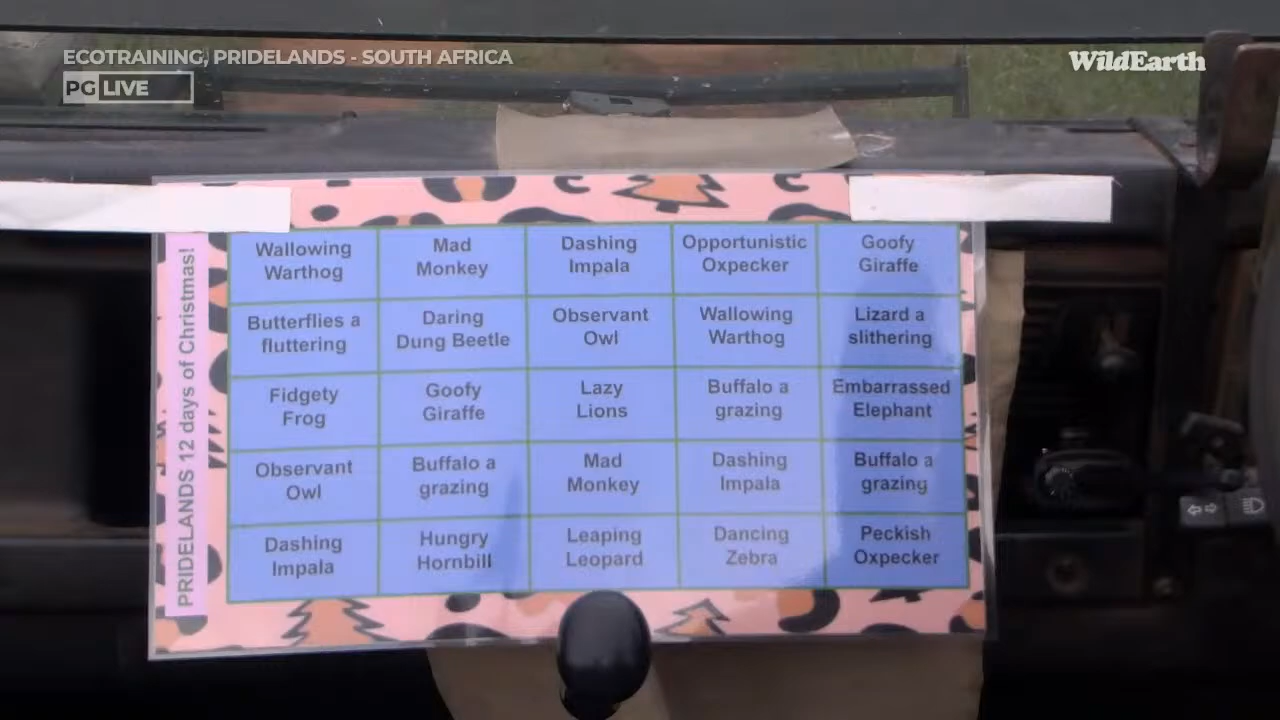 ECOTRAINING, PRIDELANDS - SOUTH AFRICA
PG LIVE
WildEarth
PRIDELANDS 12 days of Christmas!
Wallowing
Warthog
Mad
Monkey
Dashing
Impala
Opportunistic
Oxpecker
Goofy
Giraffe
Butterflies a
fluttering
Daring
Dung Beetle
Observant
Owl
Wallowing
Warthog
Lizard a
slithering
Fidgety
Frog
Goofy
Giraffe
Lazy
Lions
Buffalo a
grazing
Embarrassed
Elephant
Observant
Owl
Buffalo a
grazing
Mad
Monkey
Dashing
Impala
Buffalo a
grazing
Dashing
Impala
Hungry
Hornbill
Leaping
Leopard
Dancing
Zebra
Peckish
Oxpecker